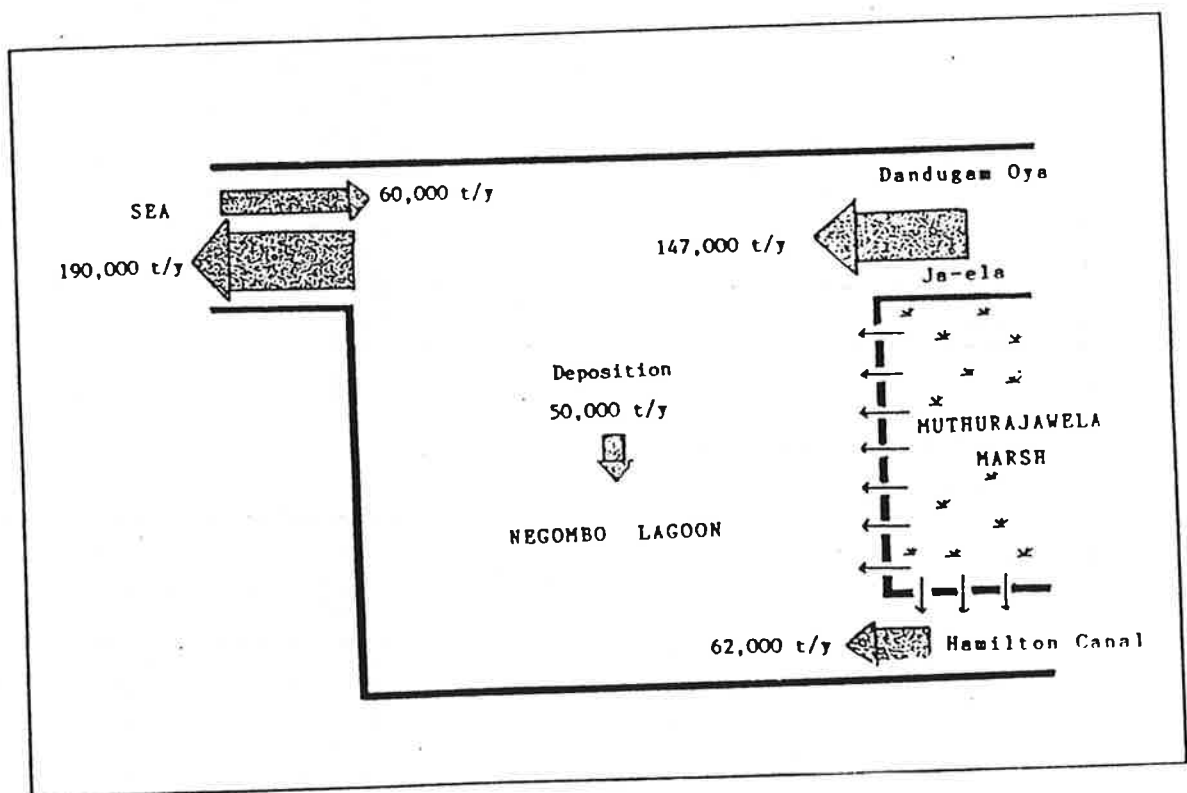 Dandugam Oya
60,000 t/y
SEA
147,000 t/y
190,000 t/y
Ja-ela
Deposition
50,000 t/y
MUTHURAJAWELA
MARSH
NEGOMBO LAGOON
62,000 t/y
Hamilton Canal